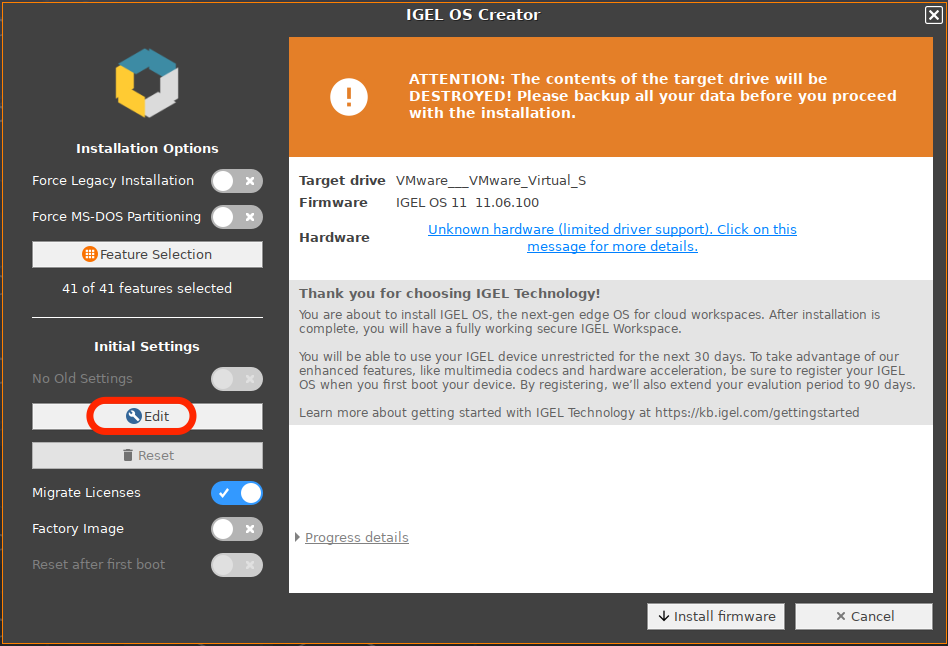 IGEL OS Creator
Installation Options
Force Legacy Installation
Force MS-DOS Partitioning
Feature Selection
41 of 41 features selected
Initial Settings
No Old Settings
Edit
Reset
Migrate Licenses
Factory Image
Reset after first boot
ATTENTION: The contents of the target drive will be
DESTROYED! Please backup all your data before you proceed
with the installation.
Target drive VMware___VMware_Virtual_S
Firmware IGEL OS 11 11.06.100
Hardware Unknown hardware (limited driver support). Click on this
message for more details.
Thank you for choosing IGEL Technology!
You are about to install IGEL OS, the next-gen edge OS for cloud workspaces. After installation is
complete, you will have a fully working secure IGEL Workspace.
You will be able to use your IGEL device unrestricted for the next 30 days. To take advantage of our
enhanced features, like multimedia codecs and hardware acceleration, be sure to register your IGEL
OS when you first boot your device. By registering, we’ll also extend your evalution period to 90 days.
Learn more about getting started with IGEL Technology at https://kb.igel.com/gettingstarted
Progress details
Install firmware
Cancel